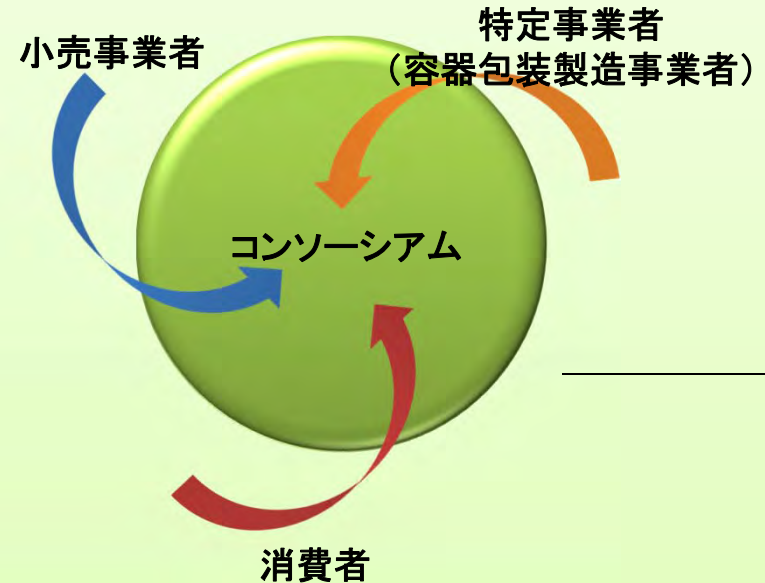 小売事業者
特定事業者
（容器包装製造事業者）
コンソーシアム
消費者